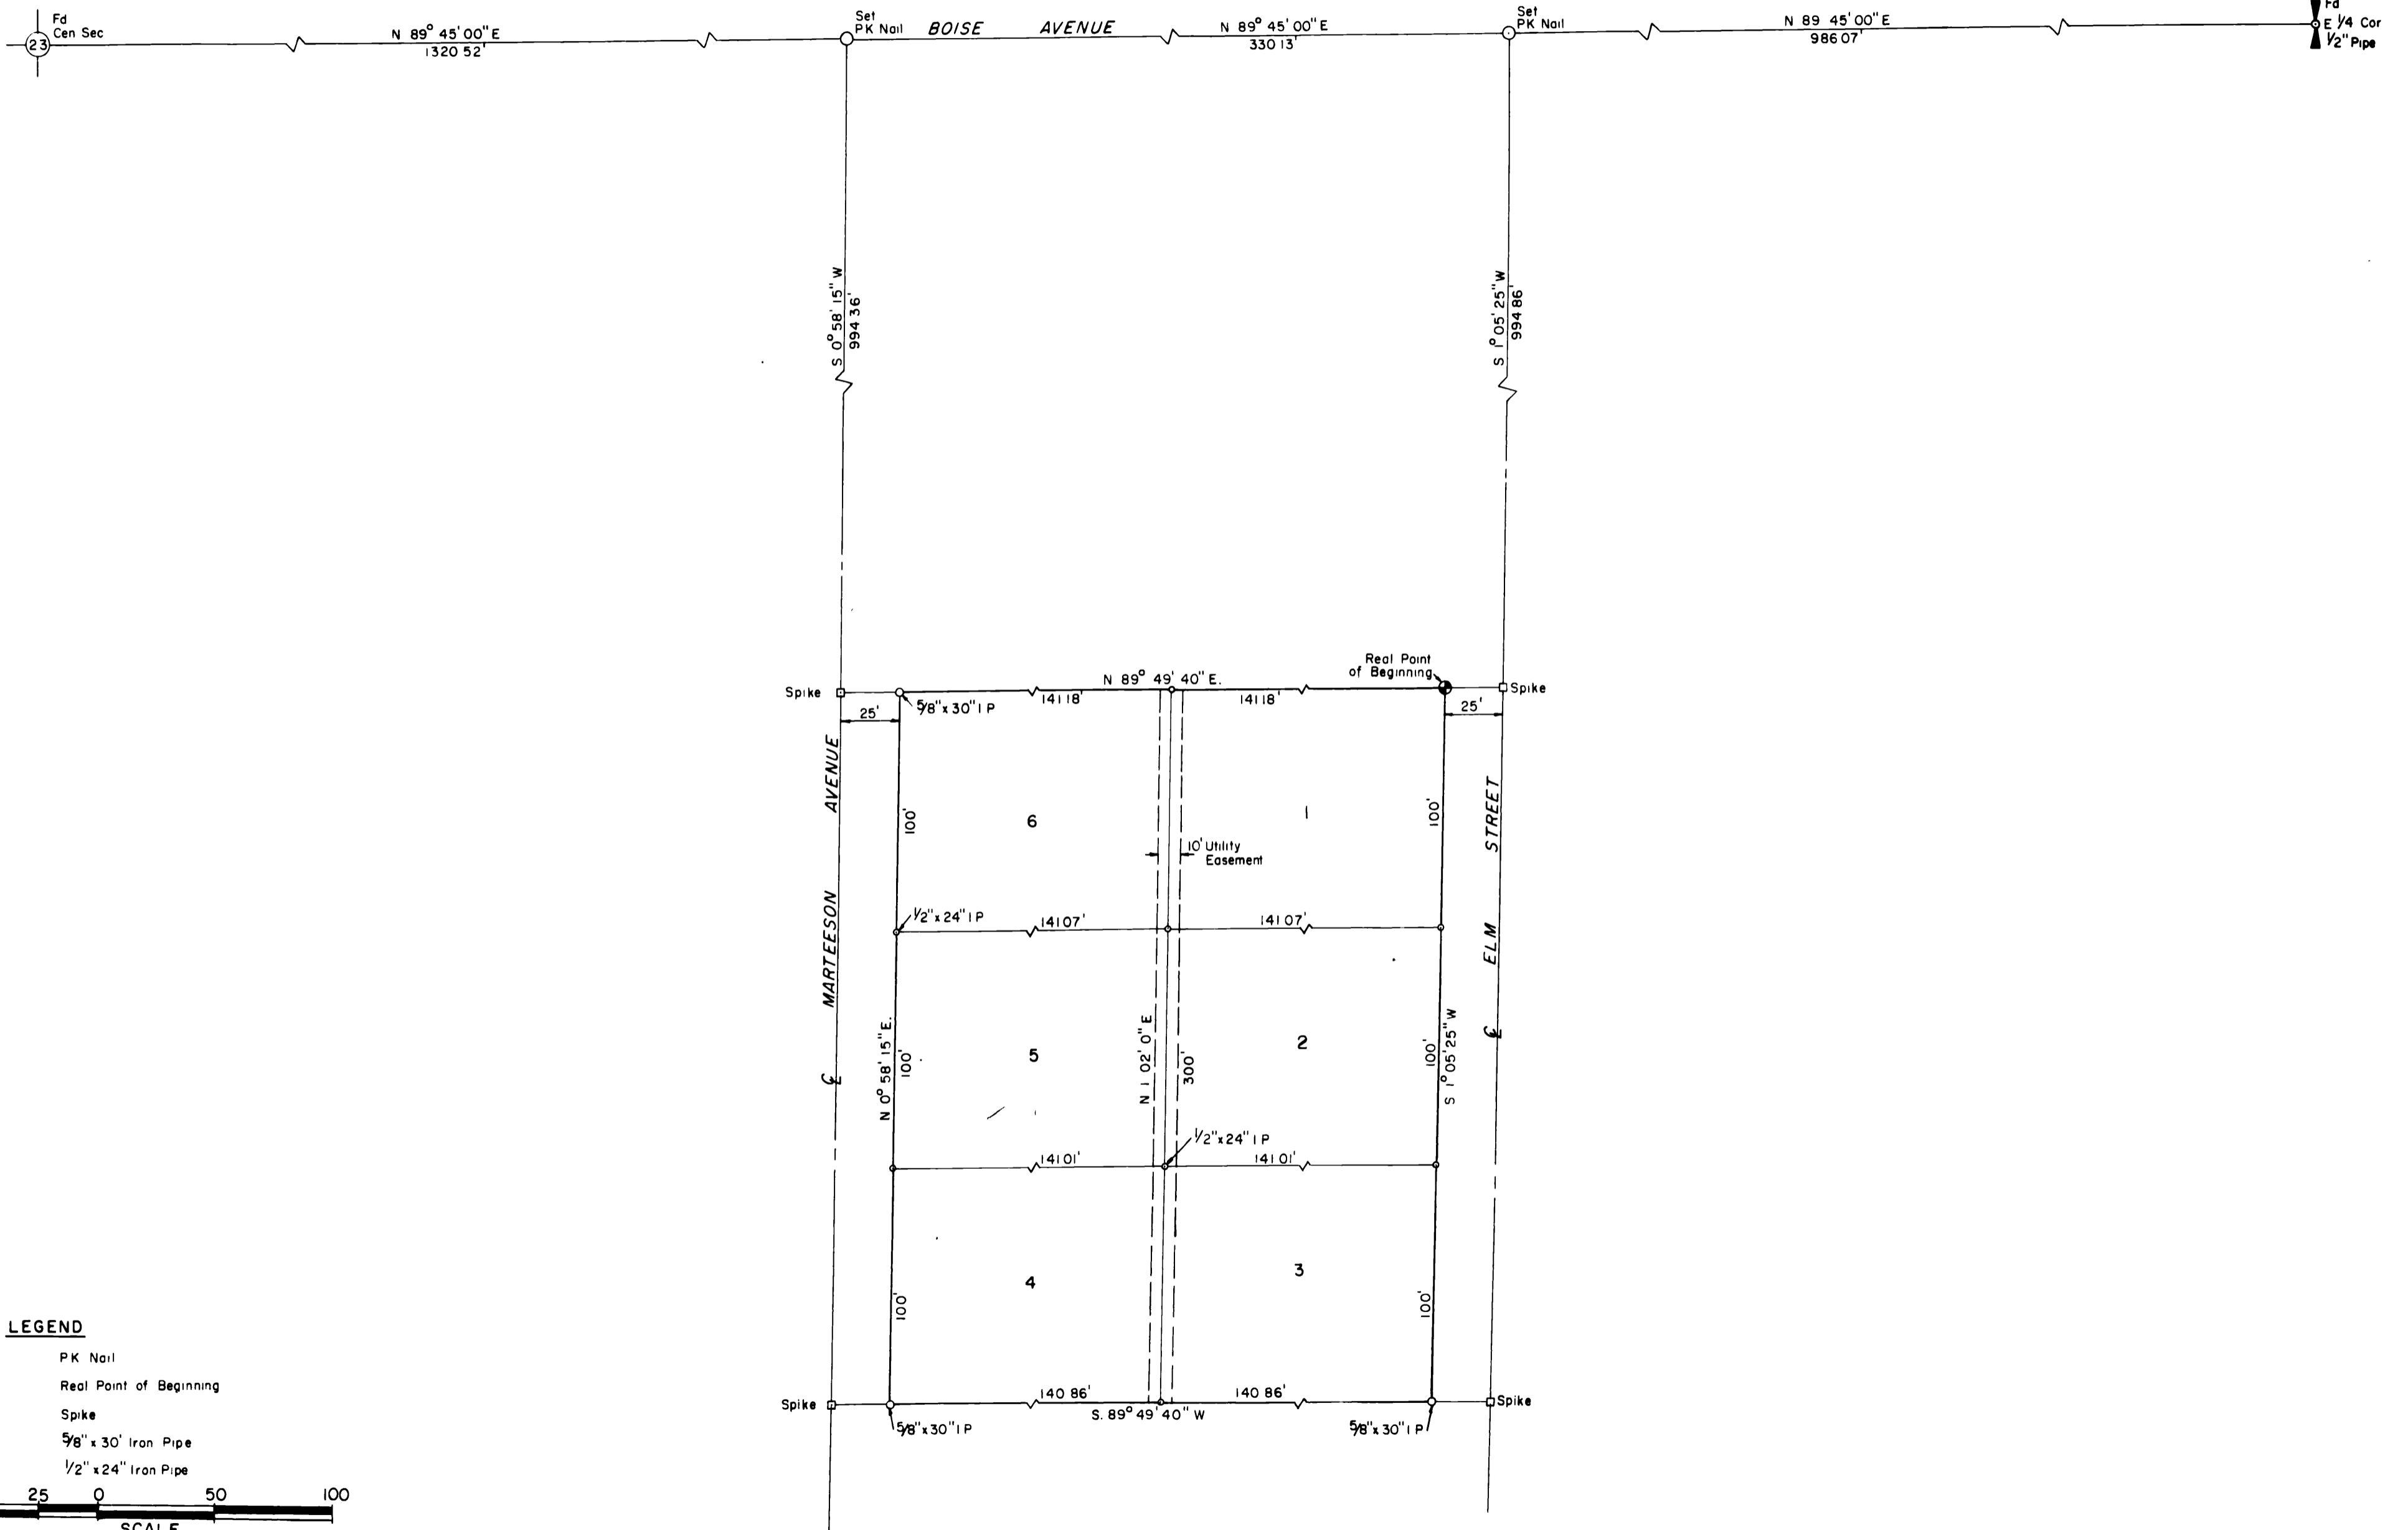 Fd
Cen Sec
23
N 89° 45' 00" E
1320 52'
Set
PK Nail
BOISE AVENUE
N 89° 45' 00" E
330 13'
Set
PK Nail
N 89 45' 00" E
986 07'
Fd
E 1/4 Cor
1/2" Pipe
S 0° 58' 15" W
994 36'
S 1° 05' 25" W
994 86'
Real Point
of Beginning
N 89° 49' 40" E.
Spike
141 18'
141 18'
Spike
5/8" x 30" I P
25'
25'
MARTEESON AVENUE
ELM STREET
100'
6
1
100'
10' Utility
Easement
1/2" x 24" I P
141 07'
141 07'
N 0° 58' 15" E.
100'
5
N 1 02' 0" E
300'
2
100'
S 1° 05' 25" W
℄
℄
1/2" x 24" I P
141 01'
141 01'
100'
4
3
100'
Spike
140 86'
140 86'
Spike
S. 89° 49' 40" W
5/8" x 30" I P
5/8" x 30" I P
LEGEND
PK Nail
Real Point of Beginning
Spike
5/8" x 30' Iron Pipe
1/2" x 24" Iron Pipe
25 0 50 100
SCALE